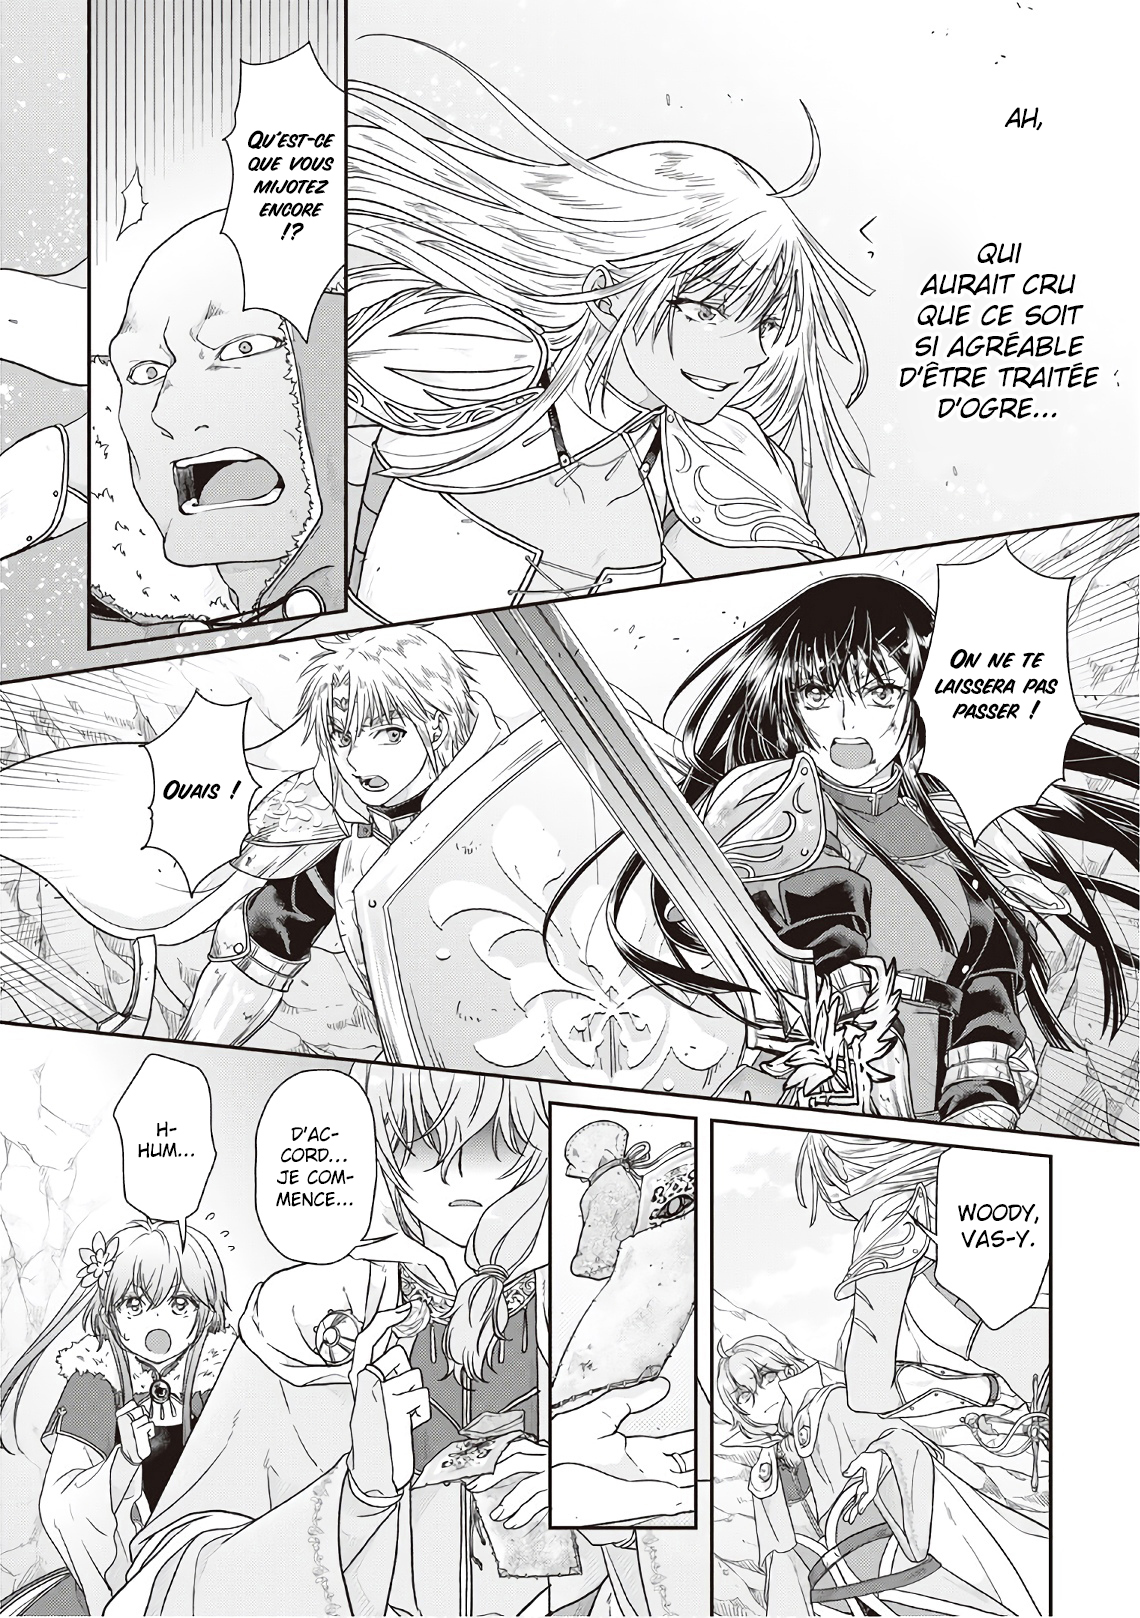 AH,
QUI
AURAIT CRU
QUE CE SOIT
SI AGRÉABLE
D'ÊTRE TRAITÉE
D'OGRE...
QU'EST-CE
QUE VOUS
MIJOTEZ
ENCORE
!?
ON NE TE
LAISSERA PAS
PASSER !
OUAIS !
WOODY,
VAS-Y.
D'AC-
CORD...
JE COM-
MENCE...
H-
HUM...